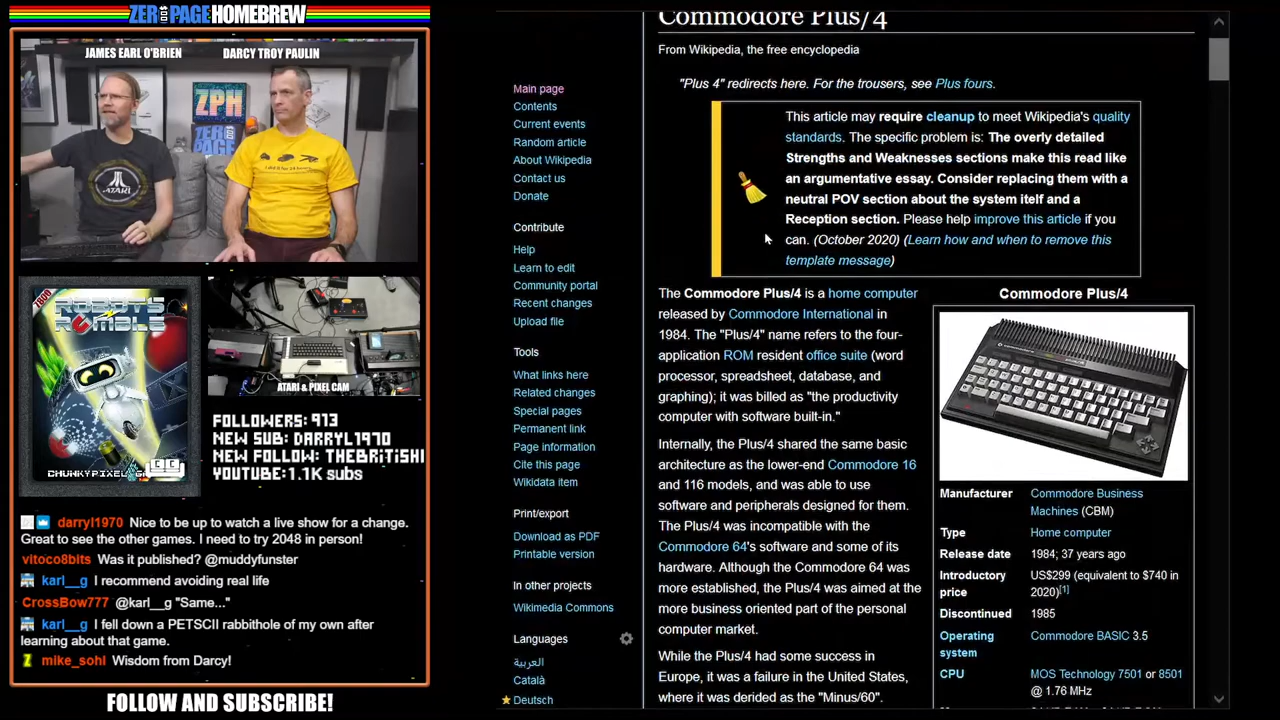 ZEROPAGE HOMEBREW
JAMES EARL O'BRIEN
DARCY TROY PAULIN
ZPH
ATARI
7800
ROBOTS
RUMBLE
ATARI & PIXEL CAM
FOLLOWERS: 913
NEW SUB: DARRYL1970
NEW FOLLOW: THEBRITISHI
YOUTUBE: 1.1K subs
darryl1970 Nice to be up to watch a live show for a change.
Great to see the other games. I need to try 2048 in person!
vitoco8bits Was it published? @muddyfunster
karl__g I recommend avoiding real life
CrossBow777 @karl__g "Same..."
karl__g I fell down a PETSCII rabbithole of my own after
learning about that game.
mike_sohl Wisdom from Darcy!
FOLLOW AND SUBSCRIBE!
Main page
Contents
Current events
Random article
About Wikipedia
Contact us
Donate
Contribute
Help
Learn to edit
Community portal
Recent changes
Upload file
Tools
What links here
Related changes
Special pages
Permanent link
Page information
Cite this page
Wikidata item
Print/export
Download as PDF
Printable version
In other projects
Wikimedia Commons
Languages
العربية
Català
Deutsch
Commodore Plus/4
From Wikipedia, the free encyclopedia
"Plus 4" redirects here. For the trousers, see Plus fours.
This article may require cleanup to meet Wikipedia's quality
standards. The specific problem is: The overly detailed
Strengths and Weaknesses sections make this read like
an argumentative essay. Consider replacing them with a
neutral POV section about the system itelf and a
Reception section. Please help improve this article if you
can. (October 2020) (Learn how and when to remove this
template message)
The Commodore Plus/4 is a home computer
released by Commodore International in
1984. The "Plus/4" name refers to the four-
application ROM resident office suite (word
processor, spreadsheet, database, and
graphing); it was billed as "the productivity
computer with software built-in."
Internally, the Plus/4 shared the same basic
architecture as the lower-end Commodore 16
and 116 models, and was able to use
software and peripherals designed for them.
The Plus/4 was incompatible with the
Commodore 64's software and some of its
hardware. Although the Commodore 64 was
more established, the Plus/4 was aimed at the
more business oriented part of the personal
computer market.
While the Plus/4 had some success in
Europe, it was a failure in the United States,
where it was derided as the "Minus/60".
Commodore Plus/4
Manufacturer Commodore Business
Machines (CBM)
Type Home computer
Release date 1984; 37 years ago
Introductory US$299 (equivalent to $740 in
price 2020)[1]
Discontinued 1985
Operating Commodore BASIC 3.5
system
CPU MOS Technology 7501 or 8501
@ 1.76 MHz